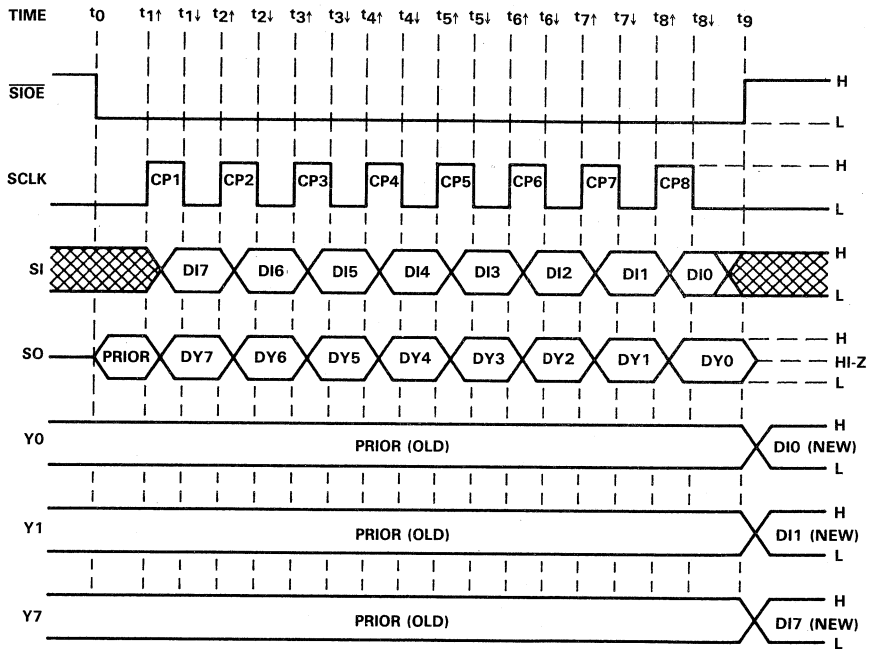 TIME t0 t1↑ t1↓ t2↑ t2↓ t3↑ t3↓ t4↑ t4↓ t5↑ t5↓ t6↑ t6↓ t7↑ t7↓ t8↑ t8↓ t9
SIOE H
L
SCLK CP1 CP2 CP3 CP4 CP5 CP6 CP7 CP8 H
L
SI DI7 DI6 DI5 DI4 DI3 DI2 DI1 DI0 H
L
SO PRIOR DY7 DY6 DY5 DY4 DY3 DY2 DY1 DY0 H
HI-Z
L
Y0 PRIOR (OLD) H
DI0 (NEW)
L
Y1 PRIOR (OLD) H
DI1 (NEW)
L
Y7 PRIOR (OLD) H
DI7 (NEW)
L